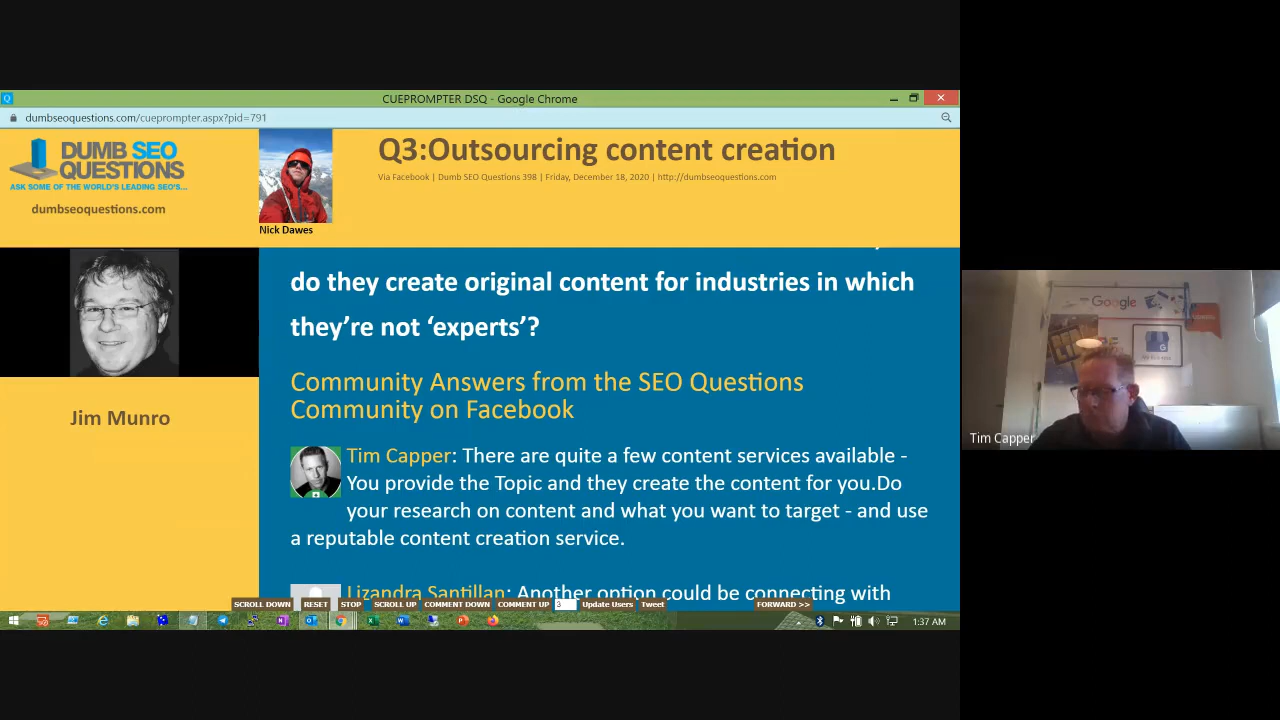 CUEPROMPTER DSQ - Google Chrome
dumbseoquestions.com/cueprompter.aspx?pid=791
DUMB SEO
QUESTIONS
ASK SOME OF THE WORLD'S LEADING SEO'S...
dumbseoquestions.com
Nick Dawes
Q3:Outsourcing content creation
Via Facebook | Dumb SEO Questions 398 | Friday, December 18, 2020 | http://dumbseoquestions.com
Jim Munro
do they create original content for industries in which
they’re not ‘experts’?
Community Answers from the SEO Questions
Community on Facebook
Tim Capper: There are quite a few content services available -
You provide the Topic and they create the content for you.Do
your research on content and what you want to target - and use
a reputable content creation service.
Lizandra Santillan: Another option could be connecting with
SCROLL DOWN
RESET
STOP
SCROLL UP
COMMENT DOWN
COMMENT UP
3
Update Users
Tweet
FORWARD >>
1:37 AM
Google
Tim Capper